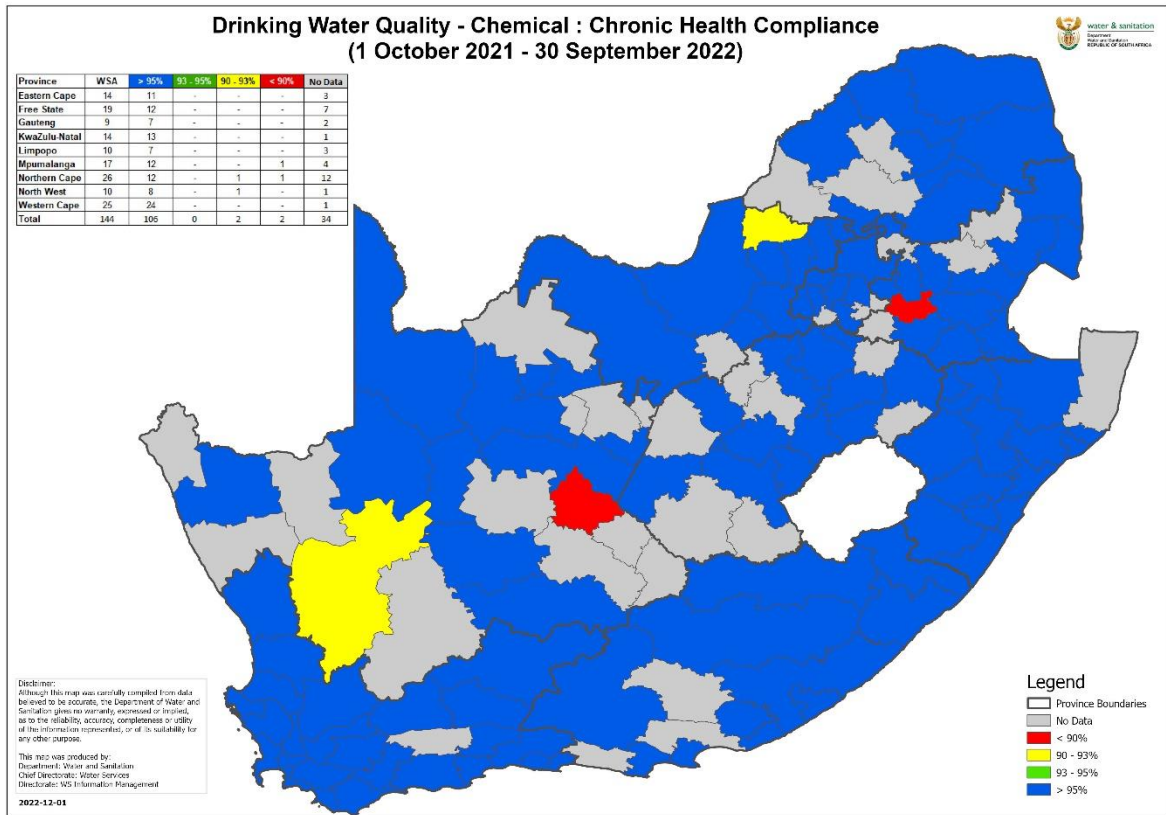 Drinking Water Quality - Chemical : Chronic Health Compliance
(1 October 2021 - 30 September 2022)
water & sanitation
Department:
Water and Sanitation
REPUBLIC OF SOUTH AFRICA
Province WSA > 95% 93 - 95% 90 - 93% < 90% No Data
Eastern Cape 14 11 - - - 3
Free State 19 12 - - - 7
Gauteng 9 7 - - - 2
KwaZulu-Natal 14 13 - - - 1
Limpopo 10 7 - - - 3
Mpumalanga 17 12 - - 1 4
Northern Cape 26 12 - 1 1 12
North West 10 8 - 1 - 1
Western Cape 25 24 - - - 1
Total 144 106 0 2 2 34
Disclaimer:
Although this map was carefully compiled from data
believed to be accurate, the Department of Water and
Sanitation gives no warranty, expressed or implied,
as to the reliability, accuracy, completeness or utility
of the information represented, or of its suitability for
any other purpose.
This map was produced by:
Department: Water and Sanitation
Chief Directorate: Water Services
Directorate: WS Information Management
2022-12-01
Legend
Province Boundaries
No Data
< 90%
90 - 93%
93 - 95%
> 95%